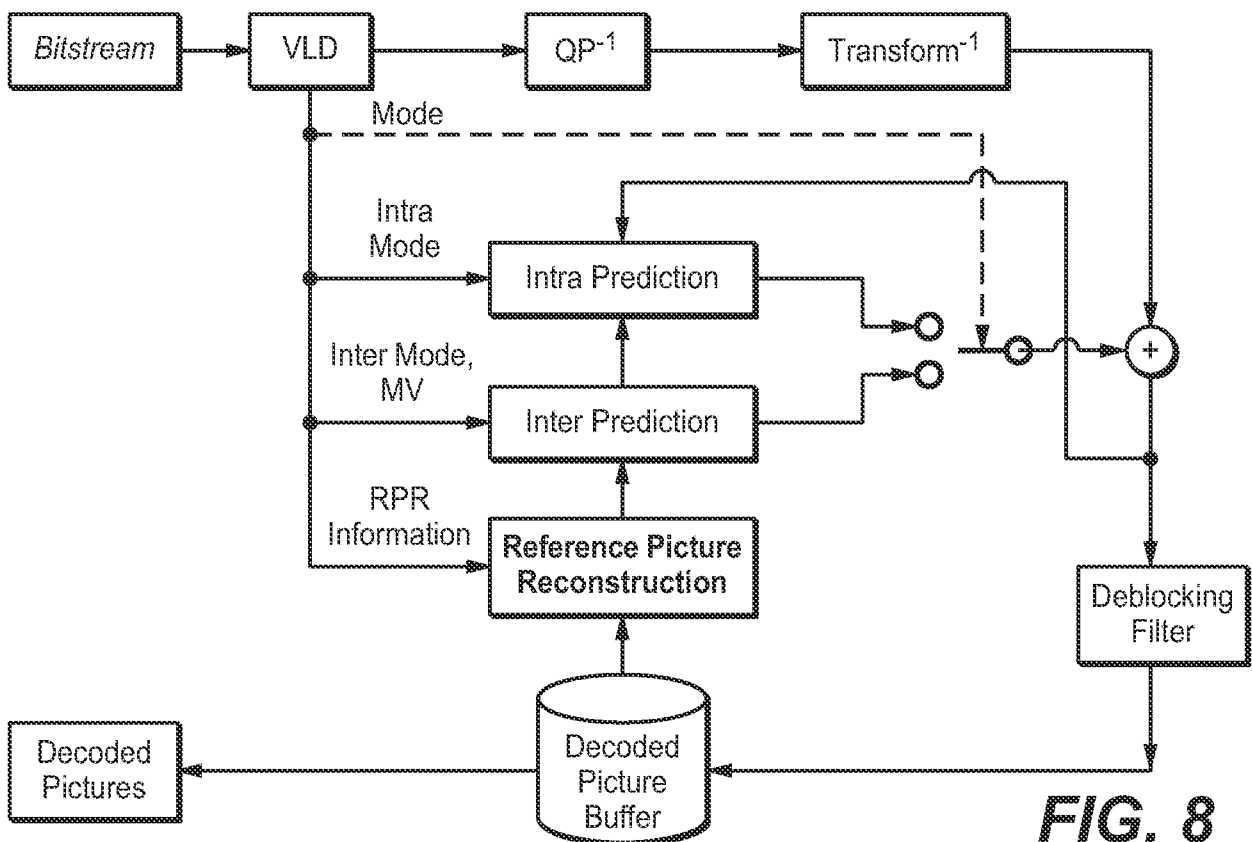 Bitstream
VLD
QP-1
Transform-1
Mode
Intra
Mode
Intra Prediction
Inter Mode,
MV
Inter Prediction
+
RPR
Information
Reference Picture
Reconstruction
Deblocking
Filter
Decoded
Pictures
Decoded
Picture
Buffer
FIG. 8